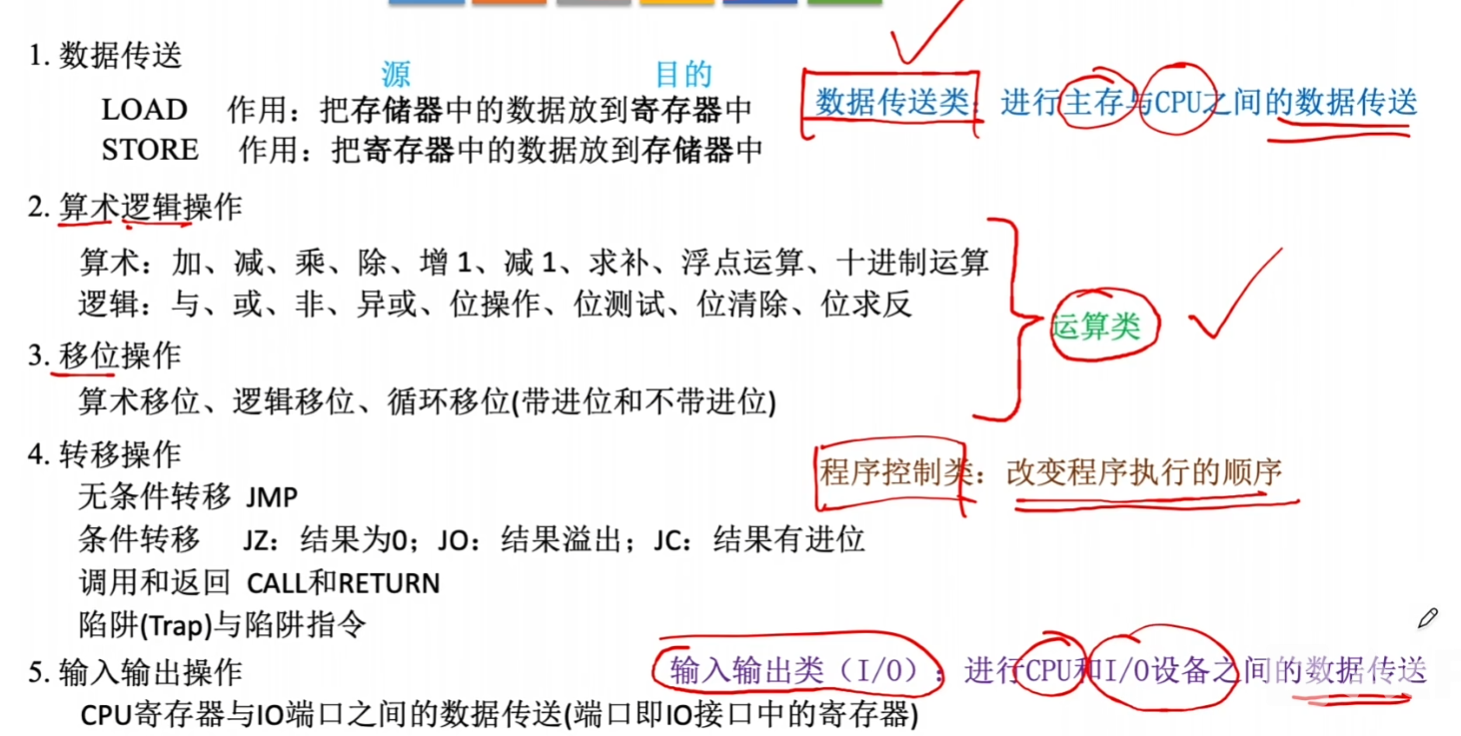 1. 数据传送
源 目的
LOAD 作用：把存储器中的数据放到寄存器中
数据传送类：进行主存与CPU之间的数据传送
STORE 作用：把寄存器中的数据放到存储器中
2. 算术逻辑操作
算术：加、减、乘、除、增 1、减 1、求补、浮点运算、十进制运算
逻辑：与、或、非、异或、位操作、位测试、位清除、位求反
运算类
3. 移位操作
算术移位、逻辑移位、循环移位(带进位和不带进位)
4. 转移操作
程序控制类：改变程序执行的顺序
无条件转移 JMP
条件转移 JZ：结果为0；JO：结果溢出；JC：结果有进位
调用和返回 CALL和RETURN
陷阱(Trap)与陷阱指令
5. 输入输出操作
输入输出类（I/O）：进行CPU和I/O设备之间的数据传送
CPU寄存器与IO端口之间的数据传送(端口即IO接口中的寄存器)